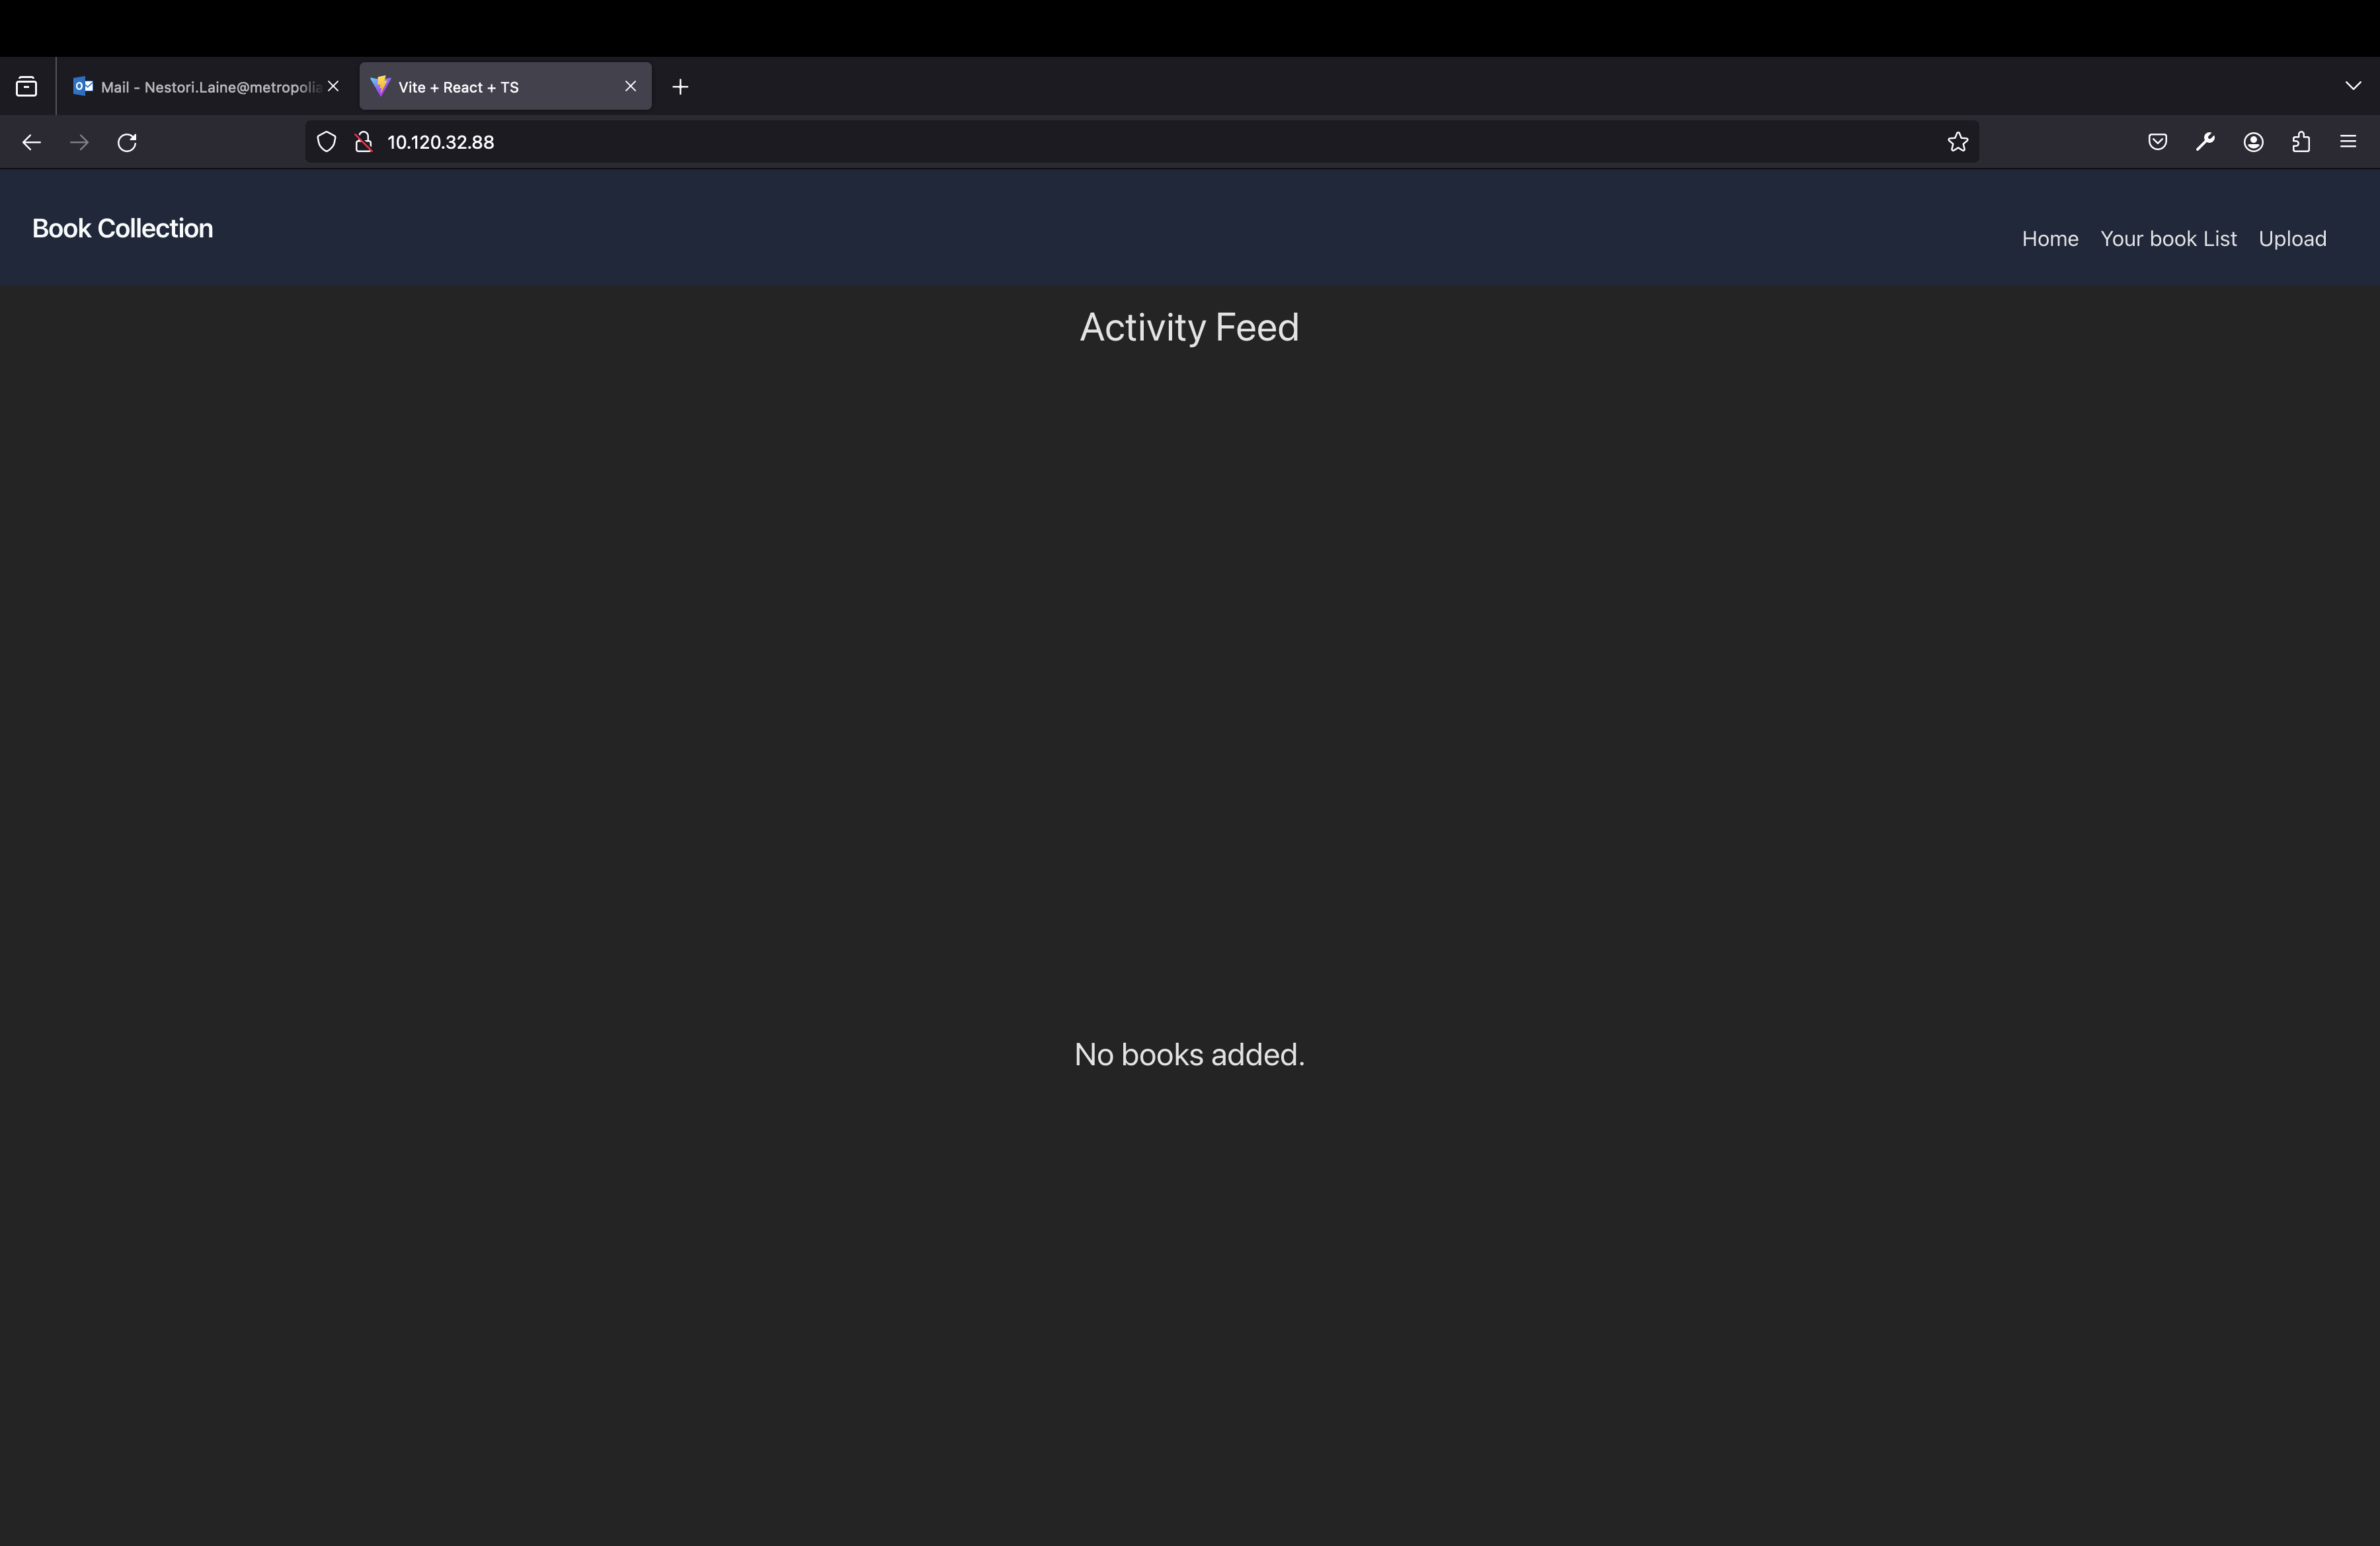 Mail - Nestori.Laine@metropolia
Vite + React + TS
10.120.32.88
Book Collection
Home Your book List Upload
Activity Feed
No books added.